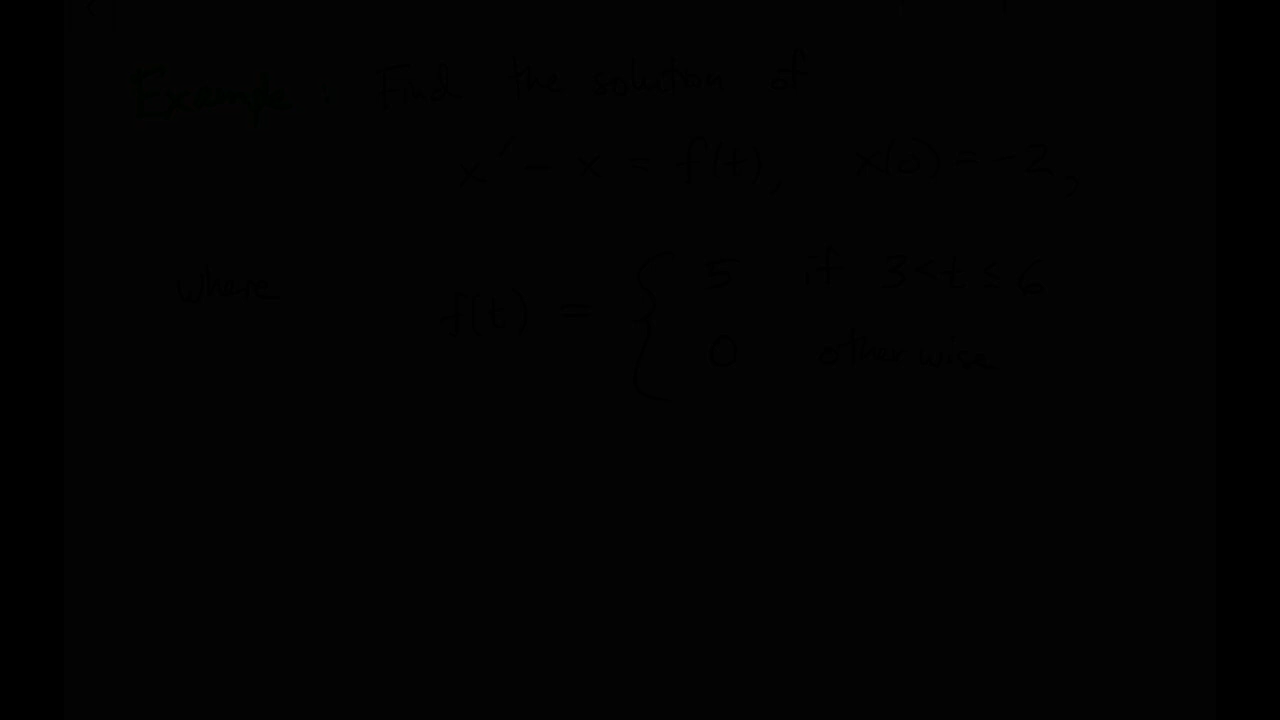 Example : Find the solution of
x′ - x = f(t), x(0) = -2,
where f(t) = { 5 if 3 < t ≤ 6
0 otherwise